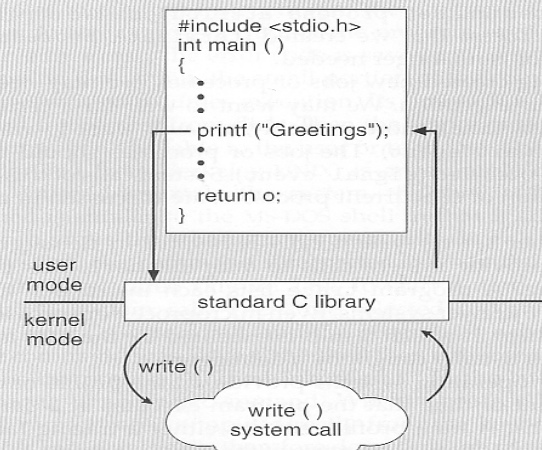 #include <stdio.h>
int main ( )
{
printf ("Greetings");
return o;
}
user
mode
standard C library
kernel
mode
write ( )
write ( )
system call